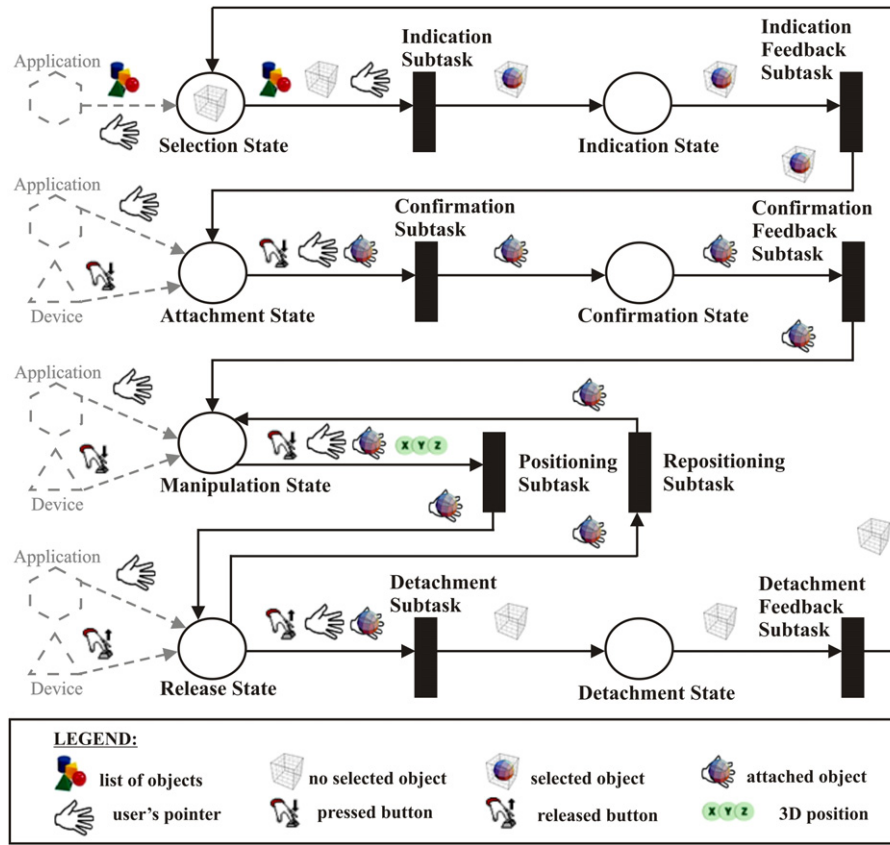 Application
Indication
Subtask
Indication
Feedback
Subtask
Selection State
Indication State
Application
Confirmation
Subtask
Confirmation
Feedback
Subtask
Device
Attachment State
Confirmation State
Application
X Y Z
Positioning
Subtask
Repositioning
Subtask
Manipulation State
Device
Application
Detachment
Subtask
Detachment
Feedback
Subtask
Device
Release State
Detachment State
LEGEND:
list of objects
no selected object
selected object
attached object
user's pointer
pressed button
released button
X Y Z
3D position